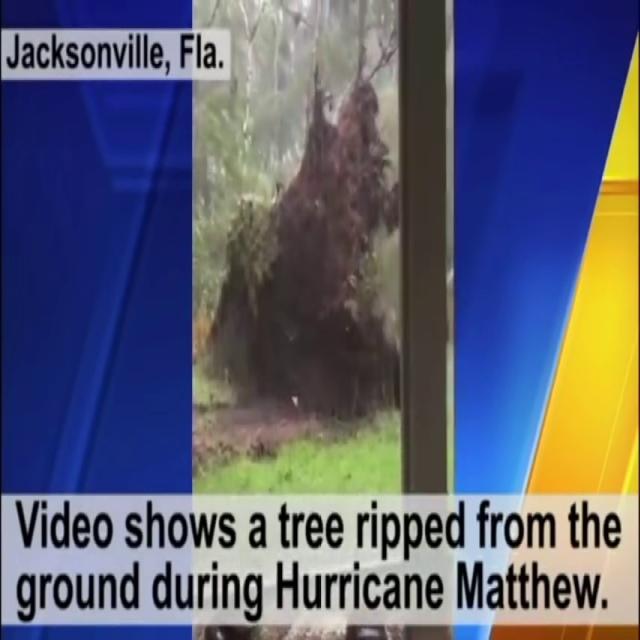 Jacksonville, Fla.
Video shows a tree ripped from the
ground during Hurricane Matthew.